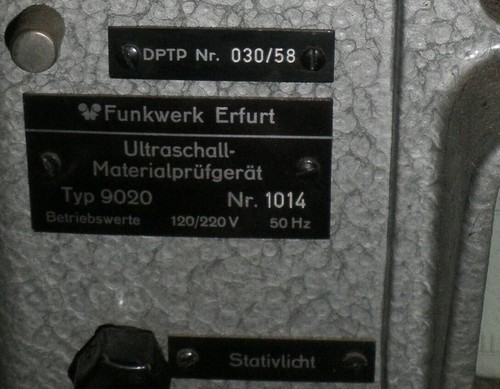 DPTP Nr. 030/58
Funkwerk Erfurt
Ultraschall-
Materialprüfgerät
Typ 9020 Nr. 1014
Betriebswerte 120/220 V 50 Hz
Stativlicht